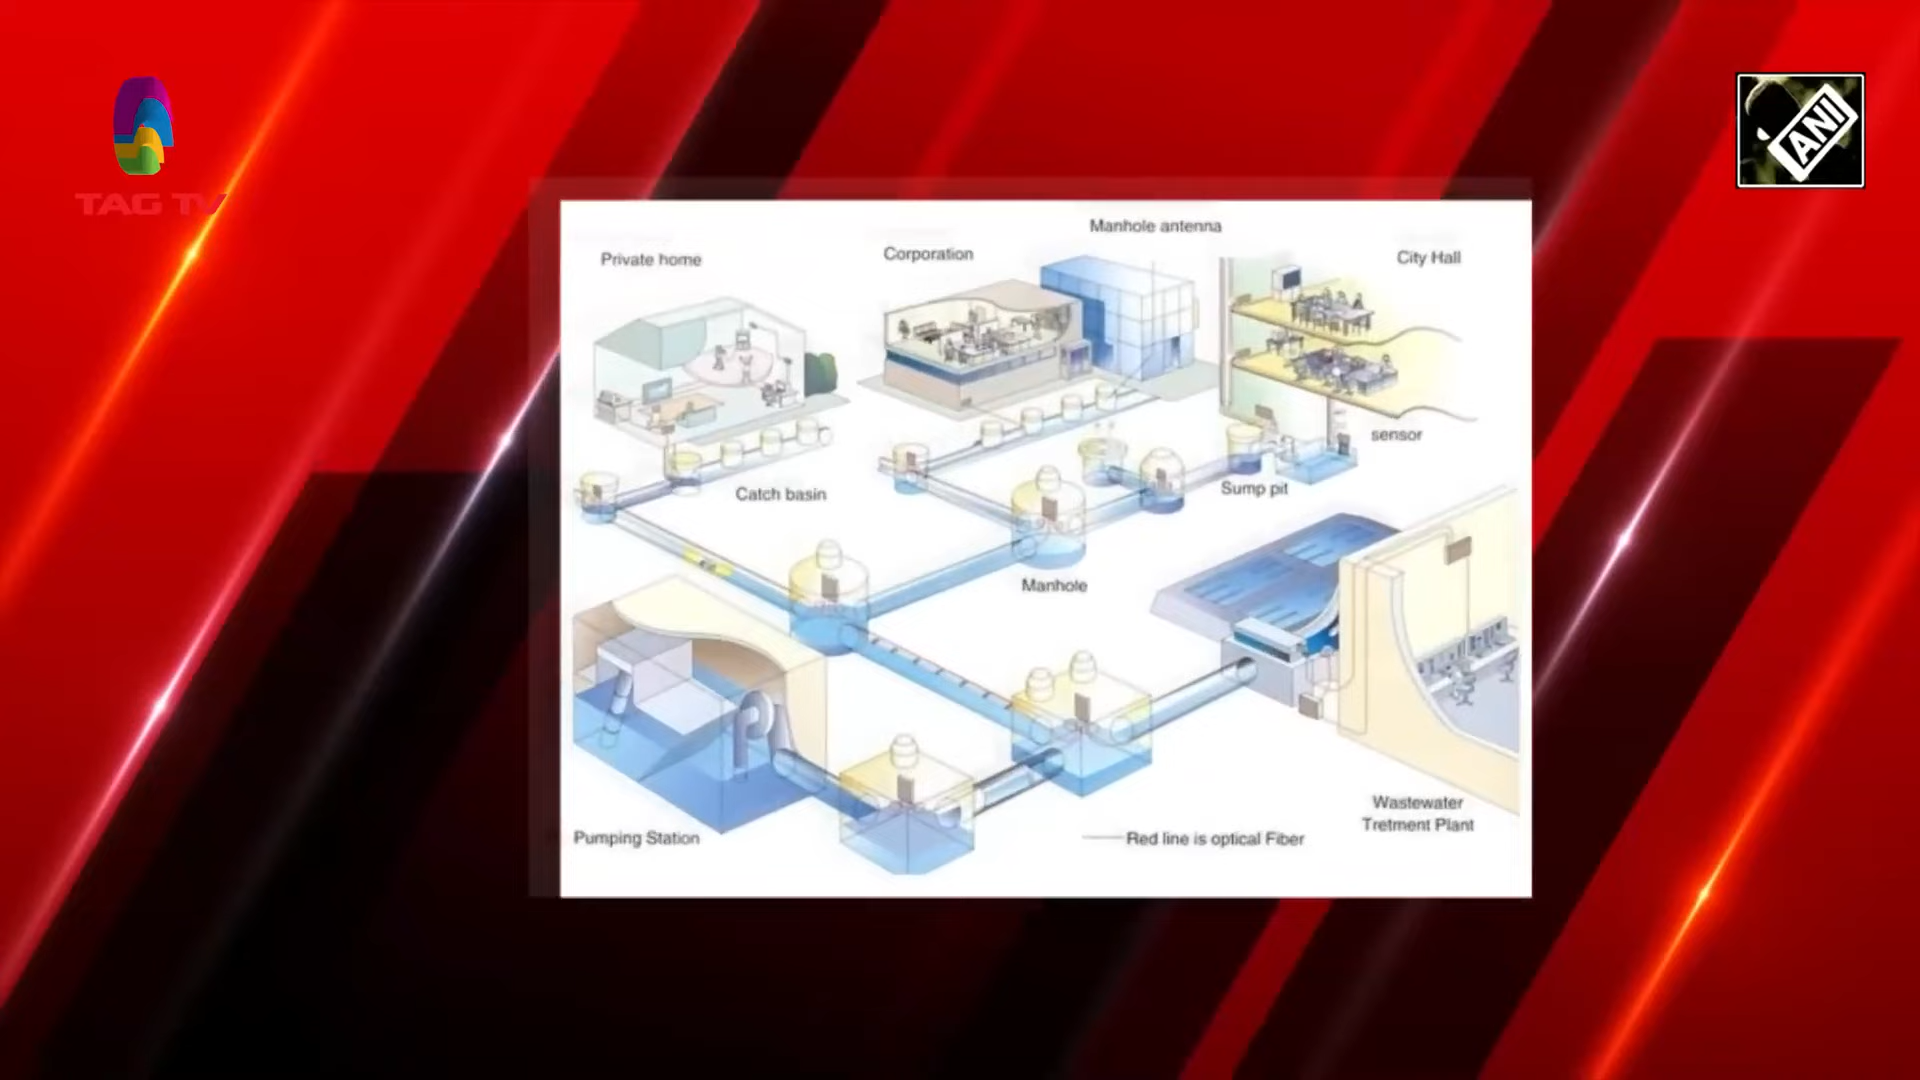 TAG TV
ANI
Manhole antenna
Private home
Corporation
City Hall
sensor
Catch basin
Sump pit
Manhole
Wastewater
Tretment Plant
Pumping Station
Red line is optical Fiber